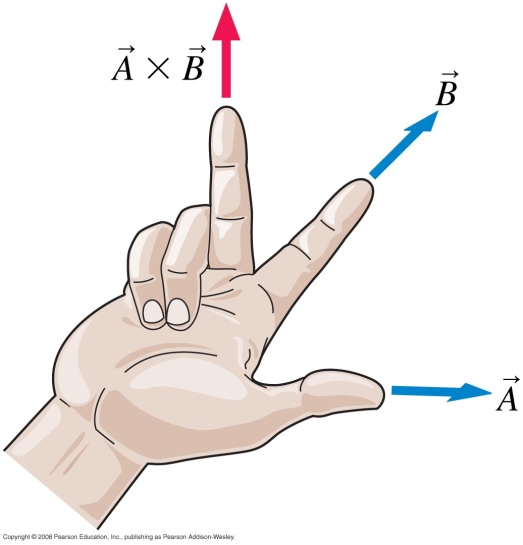 A⃗ × B⃗
B⃗
A⃗
Copyright © 2008 Pearson Education, Inc., publishing as Pearson Addison-Wesley.